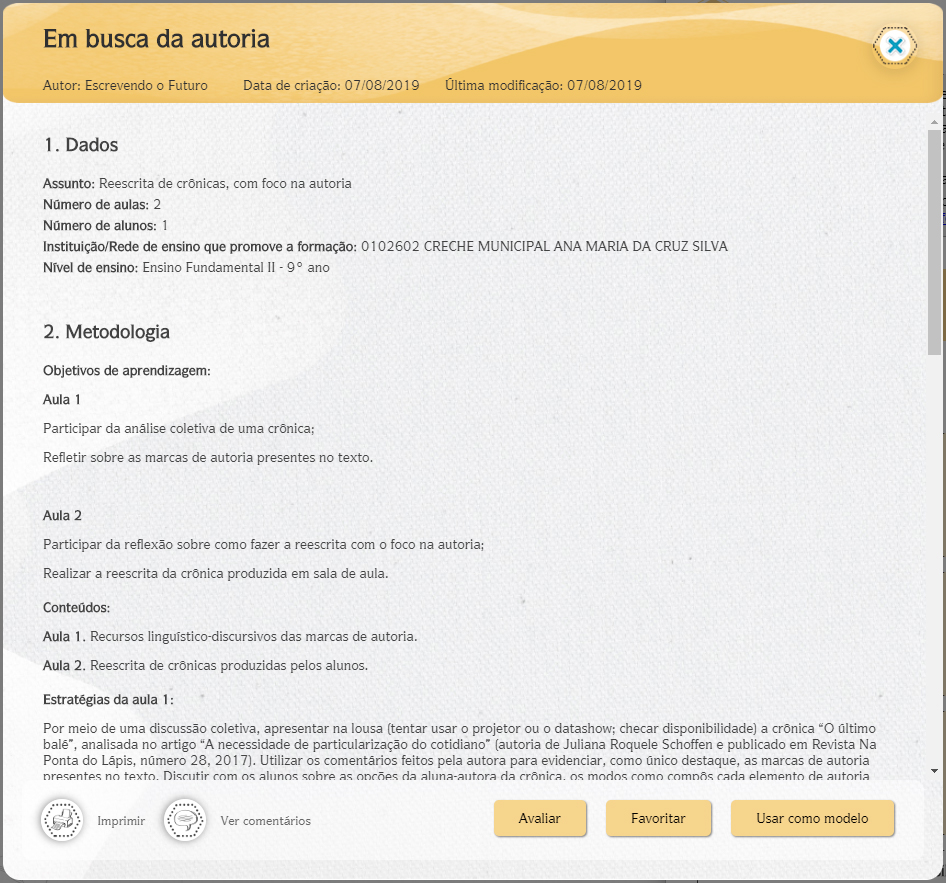 Em busca da autoria
Autor: Escrevendo o Futuro Data de criação: 07/08/2019 Última modificação: 07/08/2019
1. Dados
Assunto: Reescrita de crônicas, com foco na autoria
Número de aulas: 2
Número de alunos: 1
Instituição/Rede de ensino que promove a formação: 0102602 CRECHE MUNICIPAL ANA MARIA DA CRUZ SILVA
Nível de ensino: Ensino Fundamental II - 9° ano
2. Metodologia
Objetivos de aprendizagem:
Aula 1
Participar da análise coletiva de uma crônica;
Refletir sobre as marcas de autoria presentes no texto.
Aula 2
Participar da reflexão sobre como fazer a reescrita com o foco na autoria;
Realizar a reescrita da crônica produzida em sala de aula.
Conteúdos:
Aula 1. Recursos linguístico-discursivos das marcas de autoria.
Aula 2. Reescrita de crônicas produzidas pelos alunos.
Estratégias da aula 1:
Por meio de uma discussão coletiva, apresentar na lousa (tentar usar o projetor ou o datashow; checar disponibilidade) a crônica “O último
balé”, analisada no artigo “A necessidade de particularização do cotidiano” (autoria de Juliana Roquele Schoffen e publicado em Revista Na
Ponta do Lápis, número 28, 2017). Utilizar os comentários feitos pela autora para evidenciar, como único destaque, as marcas de autoria
presentes no texto. Discutir com os alunos sobre as opções da aluna-autora da crônica, os modos como compôs cada elemento de autoria
Imprimir Ver comentários Avaliar Favoritar Usar como modelo